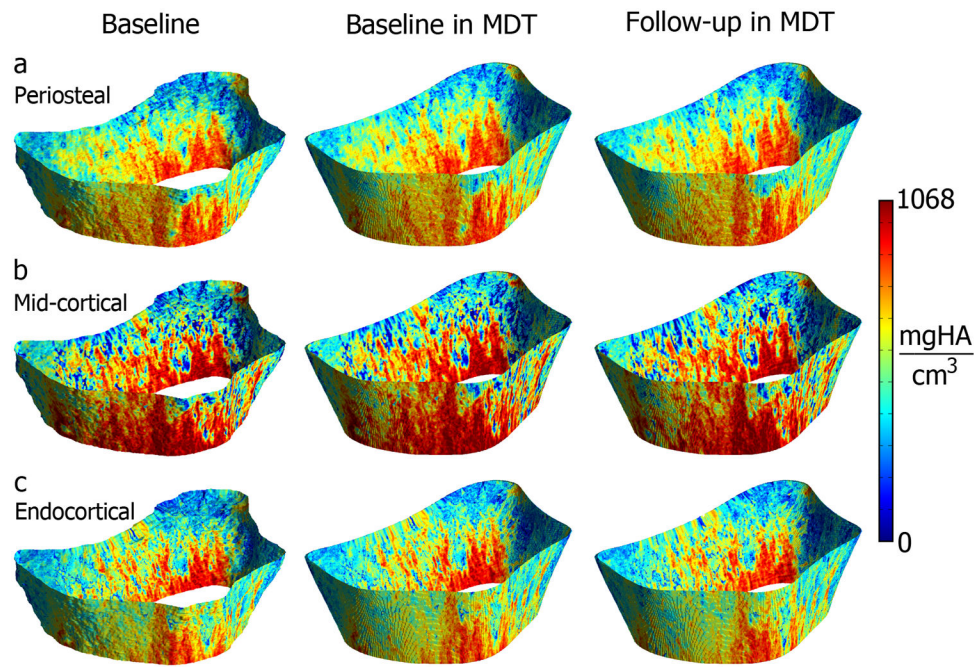 Baseline
Baseline in MDT
Follow-up in MDT
a
Periosteal
b
Mid-cortical
c
Endocortical
1068
mgHA
cm³
0